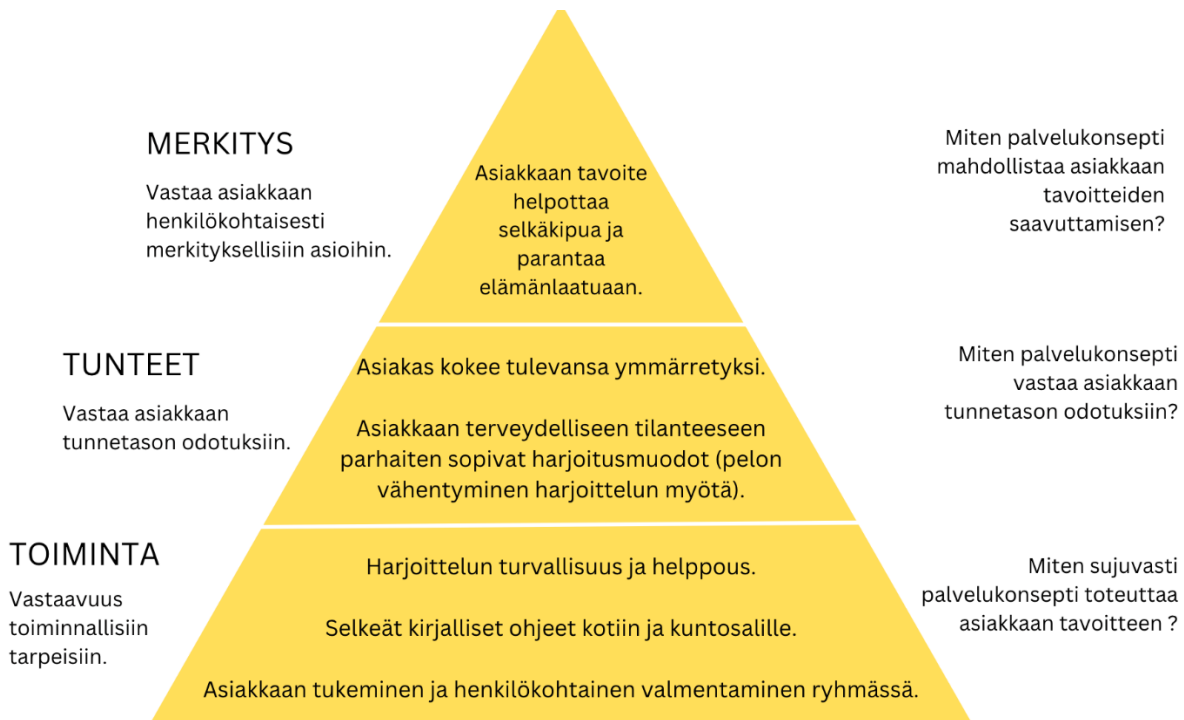 MERKITYS
Vastaa asiakkaan
henkilökohtaisesti
merkityksellisiin asioihin.
Asiakkaan tavoite
helpottaa
selkäkipua ja
parantaa
elämänlaatuaan.
Miten palvelukonsepti
mahdollistaa asiakkaan
tavoitteiden
saavuttamisen?
TUNTEET
Vastaa asiakkaan
tunnetason odotuksiin.
Asiakas kokee tulevansa ymmärretyksi.
Asiakkaan terveydelliseen tilanteeseen
parhaiten sopivat harjoitusmuodot (pelon
vähentyminen harjoittelun myötä).
Miten palvelukonsepti
vastaa asiakkaan
tunnetason odotuksiin?
TOIMINTA
Vastaavuus
toiminnallisiin
tarpeisiin.
Harjoittelun turvallisuus ja helppous.
Selkeät kirjalliset ohjeet kotiin ja kuntosalille.
Asiakkaan tukeminen ja henkilökohtainen valmentaminen ryhmässä.
Miten sujuvasti
palvelukonsepti toteuttaa
asiakkaan tavoitteen ?